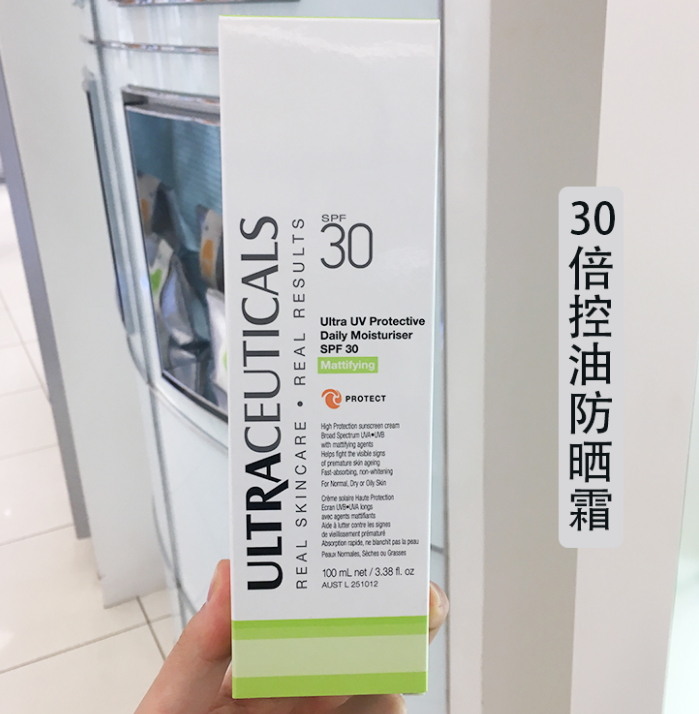 ULTRACEUTICALS
REAL SKINCARE • REAL RESULTS
SPF
30
Ultra UV Protective
Daily Moisturiser
SPF 30
Mattifying
PROTECT
High Protection sunscreen cream
Broad Spectrum UVA•UVB
with mattifying agents
Helps fight the visible signs
of premature skin ageing
Fast-absorbing, non-whitening
For Normal, Dry or Oily Skin
Crème solaire Haute Protection
Ecran UVB•UVA longs
avec agents matifiants
Aide à lutter contre les signes
de vieillissement prématuré
Absorption rapide, ne blanchit pas la peau
Peaux Normales, Sèches ou Grasses
100 mL net / 3.38 fl. oz
AUST L 251012
30倍控油防晒霜